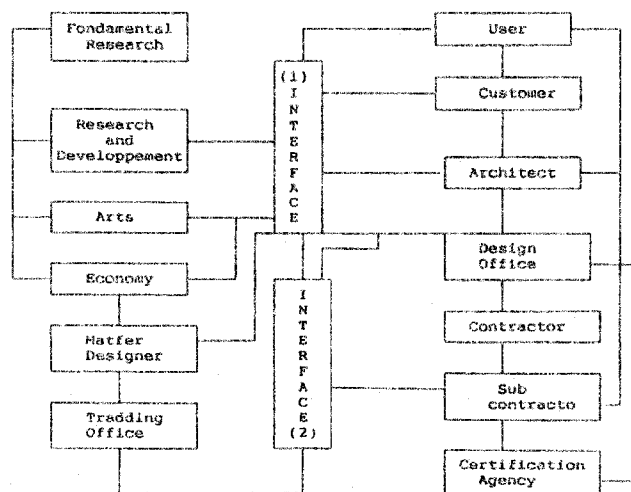 Fondamental
Research
Research
and
Developpement
Arts
Economy
Matfer
Designer
Tradding
Office
(1)
I
N
T
E
R
F
A
C
E
I
N
T
E
R
F
A
C
E
(2)
User
Customer
Architect
Design
Office
Contractor
Sub
contracto
Certification
Agency